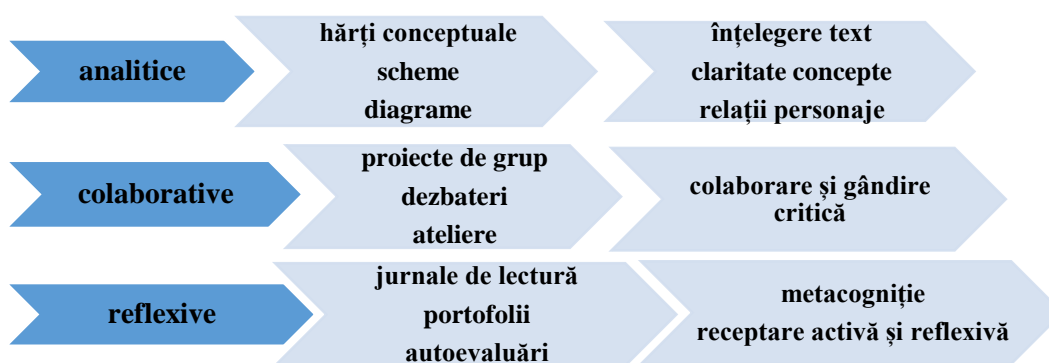 analitice
hărți conceptuale
scheme
diagrame
înțelegere text
claritate concepte
relații personaje
colaborative
proiecte de grup
dezbateri
ateliere
colaborare și gândire
critică
reflexive
jurnale de lectură
portofolii
autoevaluări
metacogniție
receptare activă și reflexivă